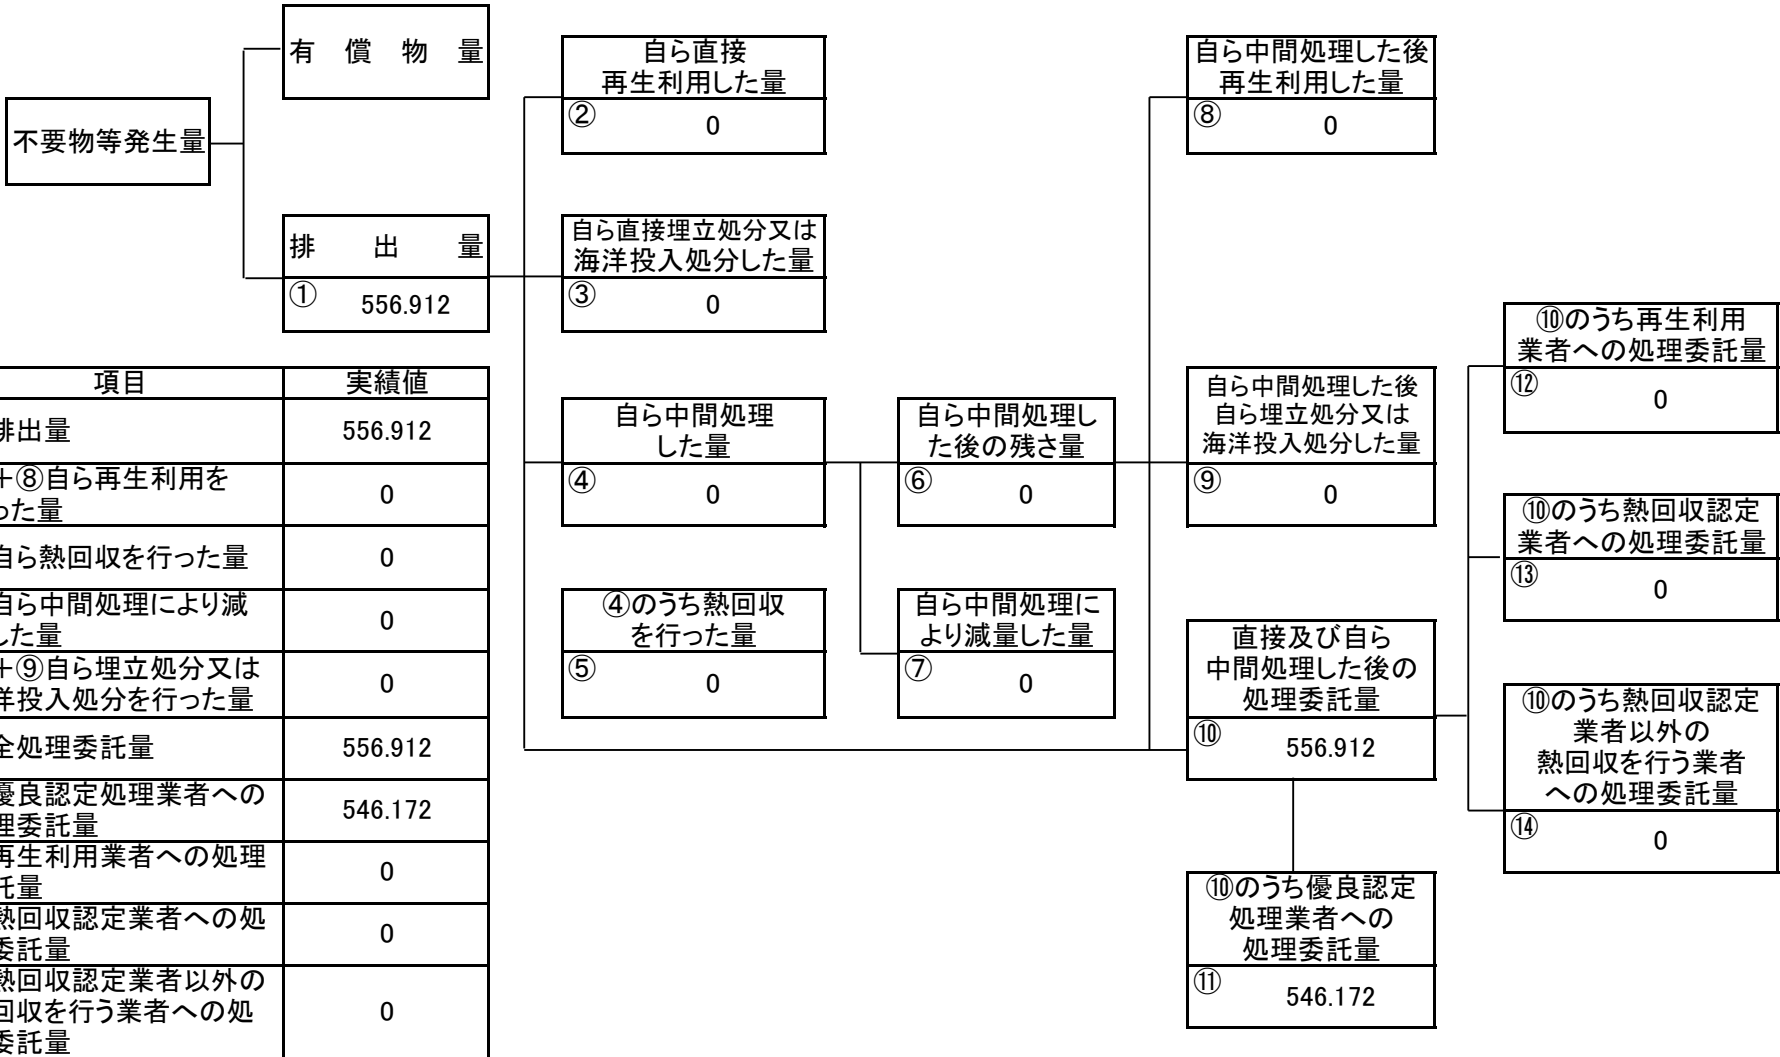 有償物量
不要物等発生量
排出量
① 556.912
自ら直接
再生利用した量
② 0
自ら直接埋立処分又は
海洋投入処分した量
③ 0
自ら中間処理
した量
④ 0
④のうち熱回収
を行った量
⑤ 0
自ら中間処理し
た後の残さ量
⑥ 0
自ら中間処理に
より減量した量
⑦ 0
自ら中間処理した後
再生利用した量
⑧ 0
自ら中間処理した後
自ら埋立処分又は
海洋投入処分した量
⑨ 0
直接及び自ら
中間処理した後の
処理委託量
⑩ 556.912
⑩のうち優良認定
処理業者への
処理委託量
⑪ 546.172
⑩のうち再生利用
業者への処理委託量
⑫ 0
⑩のうち熱回収認定
業者への処理委託量
⑬ 0
⑩のうち熱回収認定
業者以外の
熱回収を行う業者
への処理委託量
⑭ 0
項目 実績値
排出量 556.912
+⑧自ら再生利用を
った量 0
自ら熱回収を行った量 0
自ら中間処理により減
した量 0
+⑨自ら埋立処分又は
洋投入処分を行った量 0
全処理委託量 556.912
優良認定処理業者への
理委託量 546.172
再生利用業者への処理
託量 0
熱回収認定業者への処
委託量 0
熱回収認定業者以外の
回収を行う業者への処
委託量 0